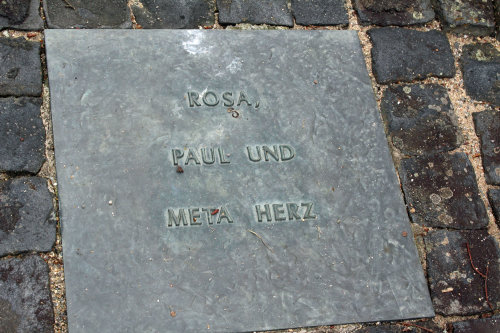 ROSA,
PAUL UND
META HERZ